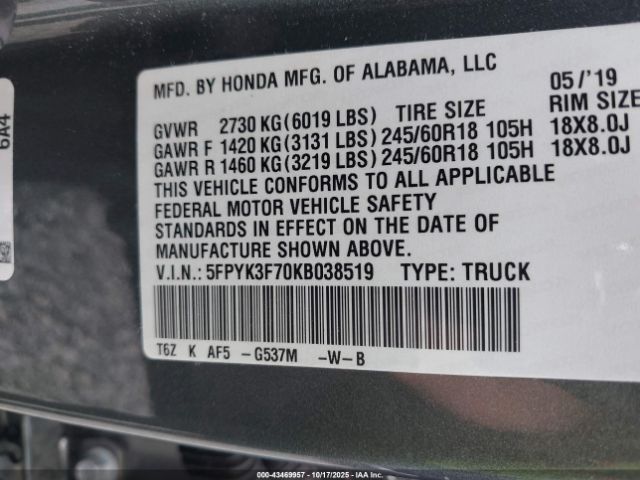 6A4
MFD. BY HONDA MFG. OF ALABAMA, LLC 05/'19
GVWR 2730 KG(6019 LBS) TIRE SIZE RIM SIZE
GAWR F 1420 KG(3131 LBS) 245/60R18 105H 18X8.0J
GAWR R 1460 KG(3219 LBS) 245/60R18 105H 18X8.0J
THIS VEHICLE CONFORMS TO ALL APPLICABLE
FEDERAL MOTOR VEHICLE SAFETY
STANDARDS IN EFFECT ON THE DATE OF
MANUFACTURE SHOWN ABOVE.
V.I.N.: 5FPYK3F70KB038519 TYPE: TRUCK
T6Z K AF5 -G537M -W-B
000-43469957 - 10/17/2025 - IAAI.COM